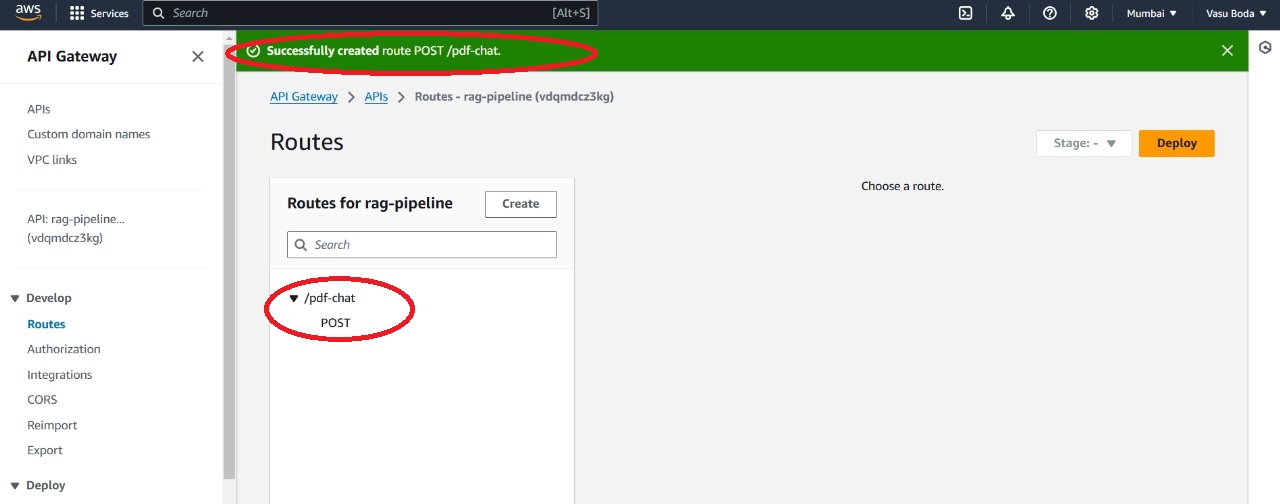 aws
Services
Search
[Alt+S]
Mumbai
Vasu Boda
API Gateway
APIs
Custom domain names
VPC links
API: rag-pipeline...
(vdqmdcz3kg)
Develop
Routes
Authorization
Integrations
CORS
Reimport
Export
Deploy
Successfully created route POST /pdf-chat.
API Gateway
APIs
Routes - rag-pipeline (vdqmdcz3kg)
Routes
Stage: -
Deploy
Routes for rag-pipeline
Create
Search
/pdf-chat
POST
Choose a route.